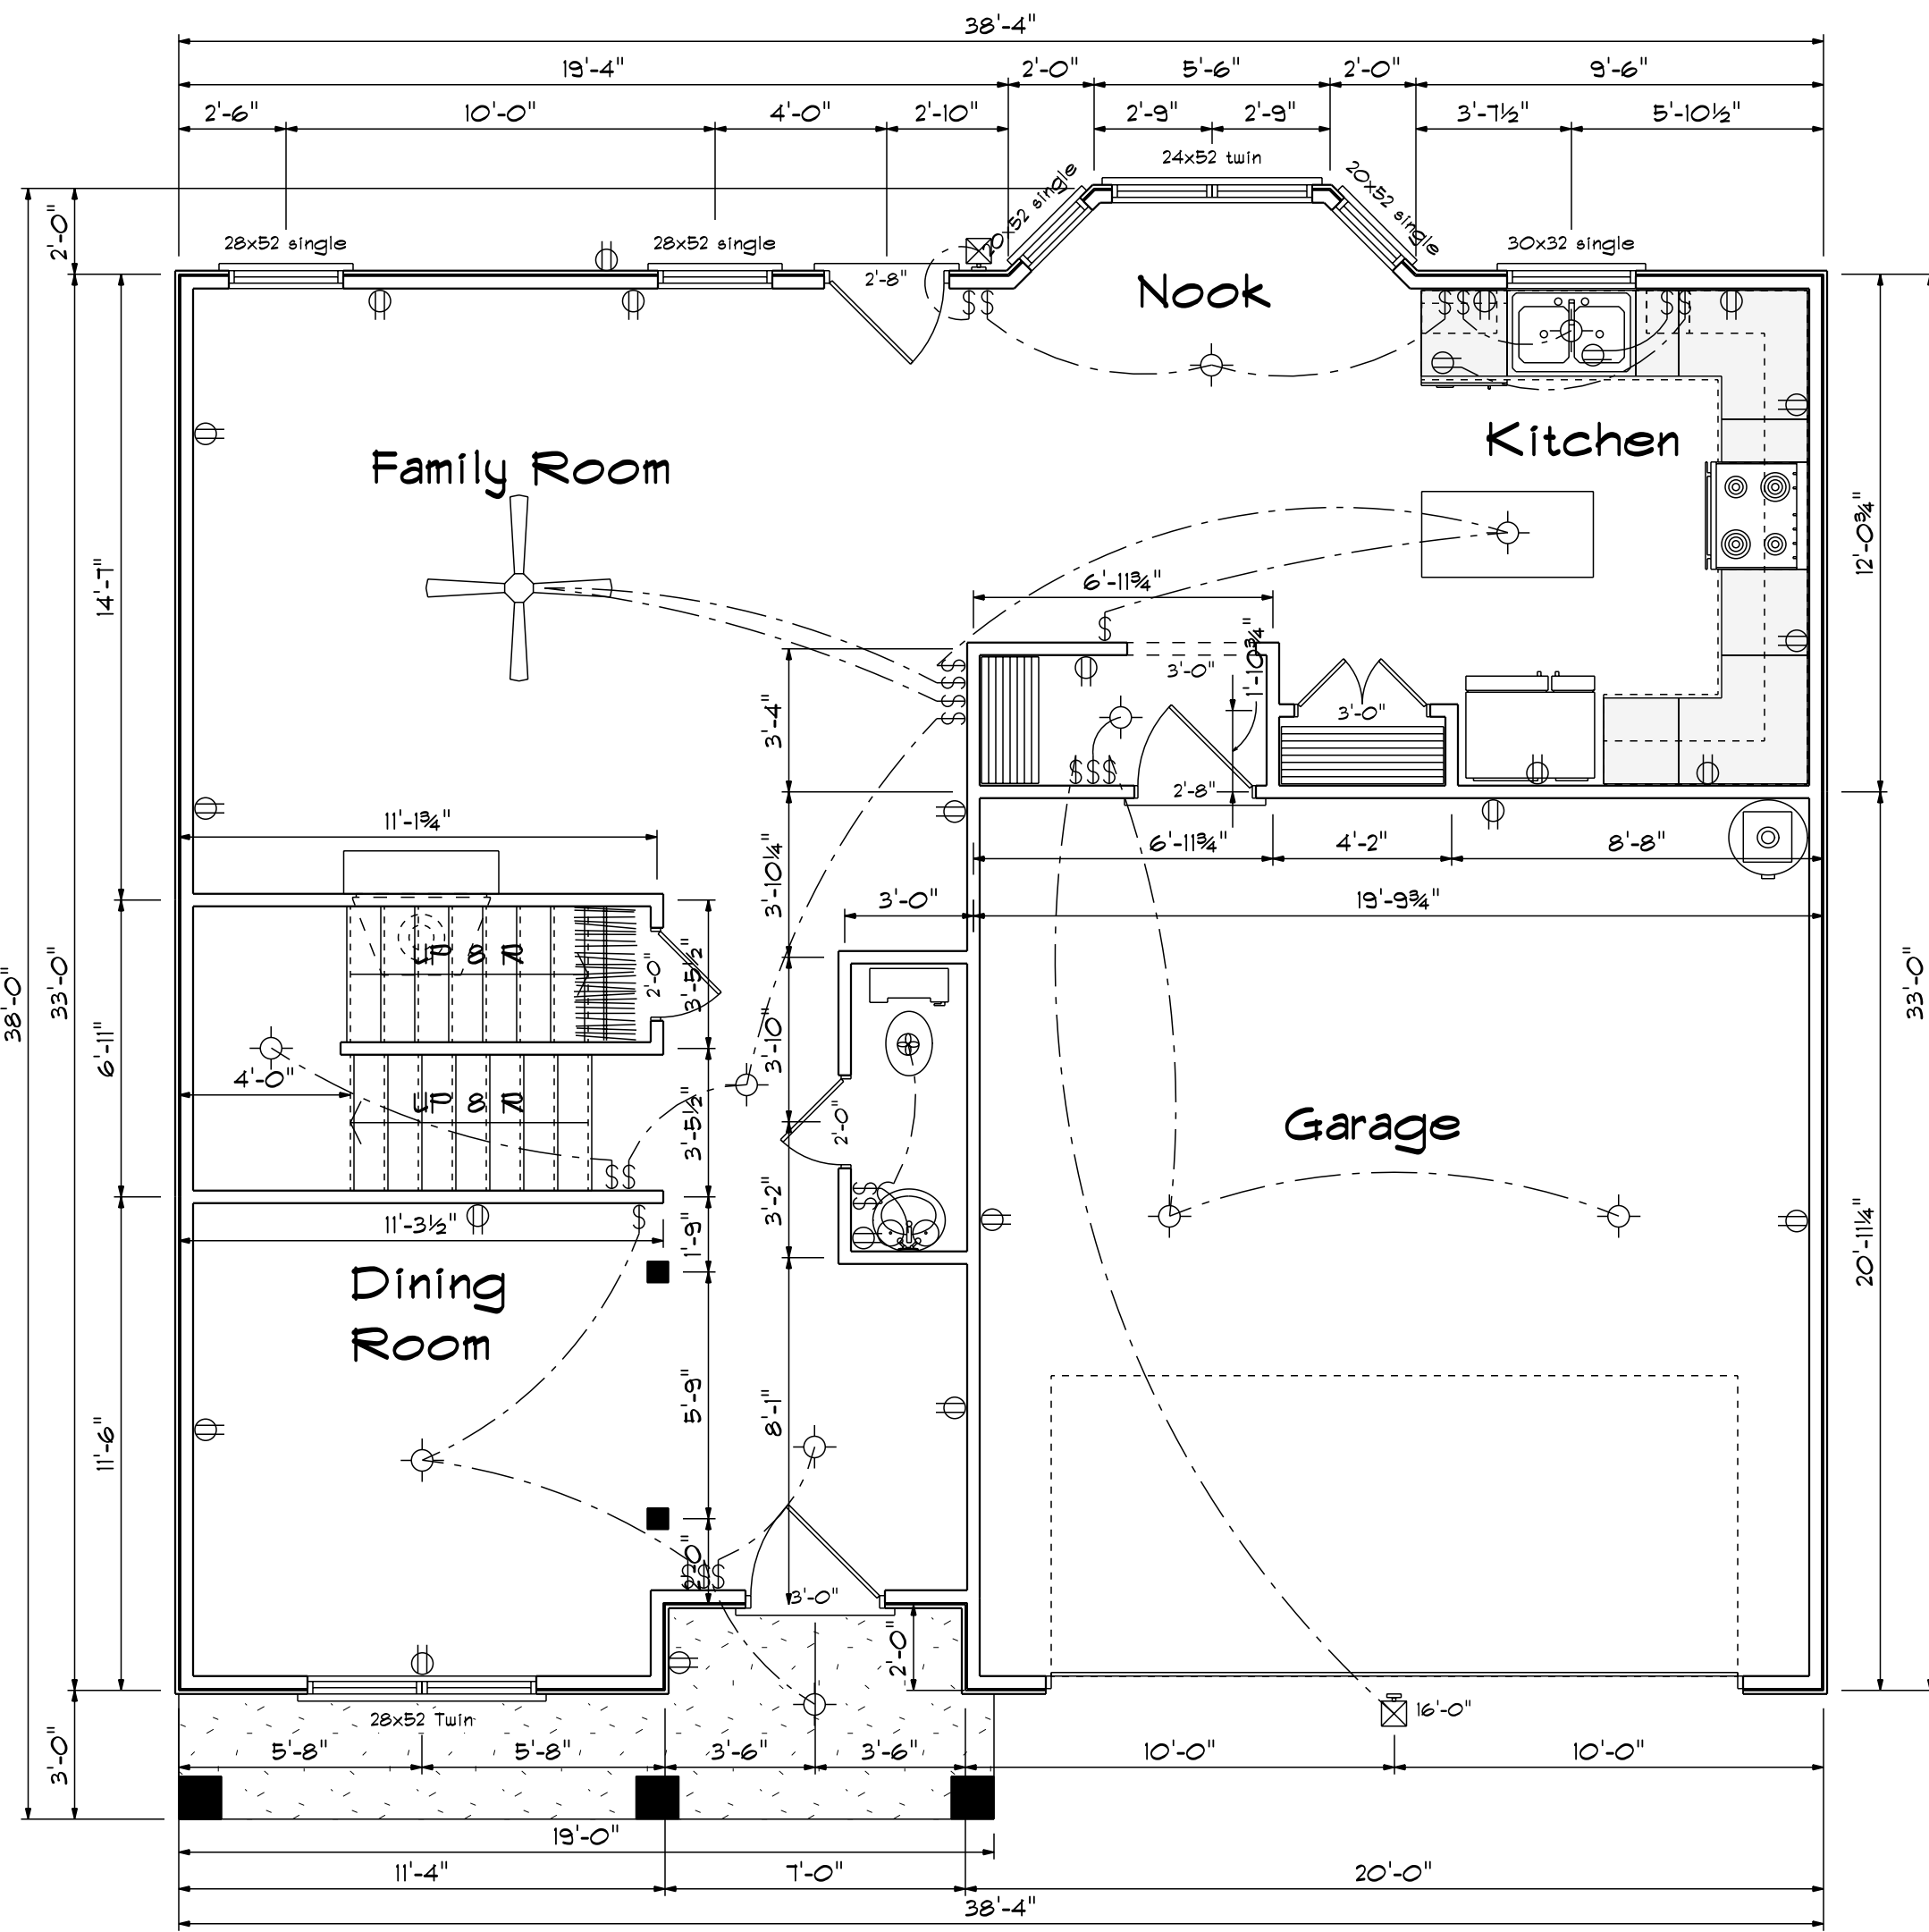 38'-4"
19'-4" 2'-0" 5'-6" 2'-0" 9'-6"
2'-6" 10'-0" 4'-0" 2'-10" 2'-9" 2'-9" 3'-7½" 5'-10½"
24x52 twin
20x52 single
20x52 single
28x52 single
28x52 single
30x32 single
2'-0"
2'-8"
Nook
Kitchen
Family Room
14'-7"
12'-0¾"
6'-11¾"
1'-10¾"
3'-0"
3'-0"
3'-4"
$ $ $ $
$
$ $ $
2'-8"
11'-1¾"
6'-11¾" 4'-2" 8'-8"
3'-10¼"
3'-0"
19'-9¾"
UP 8 R
2'-0"
3'-5½"
38'-0"
33'-0"
33'-0"
6'-11"
3'-10"
4'-0"
UP 8 R
3'-5½"
2'-0"
Garage
$ $
$ $
$
3'-2"
11'-3½"
1'-9"
20'-11¼"
Dining
Room
11'-6"
5'-9"
8'-1"
2'-0"
$ $ $
3'-0"
2'-0"
28x52 Twin
16'-0"
3'-0"
5'-8" 5'-8" 3'-6" 3'-6" 10'-0" 10'-0"
19'-0"
11'-4" 7'-0" 20'-0"
38'-4"